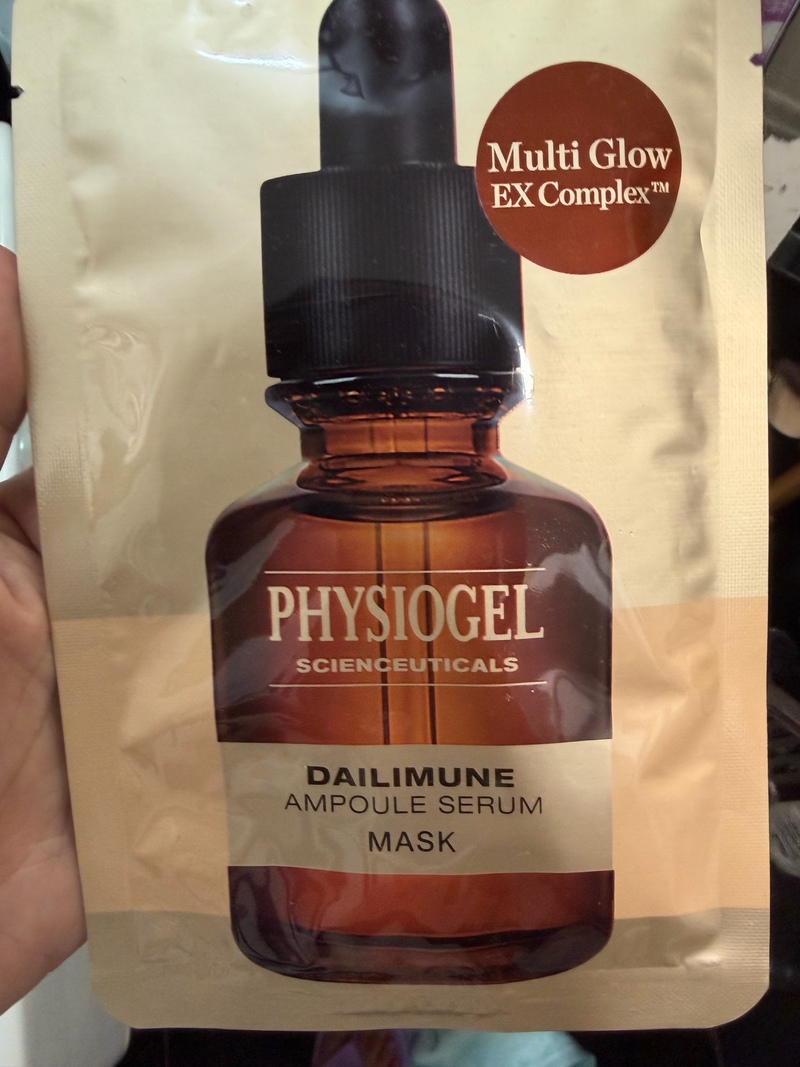 Multi Glow
EX Complex™
PHYSIOGEL
SCIENCEUTICALS
DAILIMUNE
AMPOULE SERUM
MASK